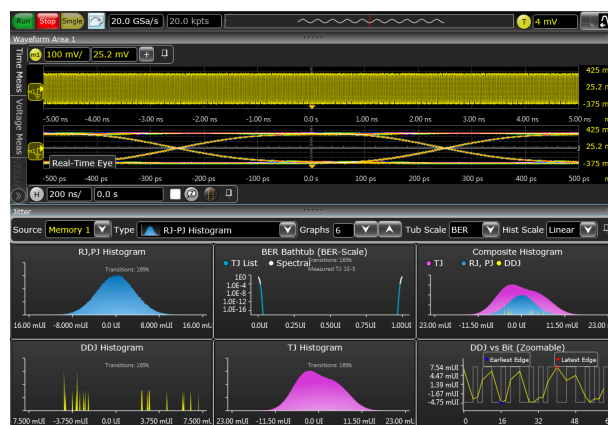 Run Stop Single 20.0 GSa/s 20.0 kpts T 4 mV
Waveform Area 1
m1 100 mV/ 25.2 mV +
Time Meas
Voltage Meas
425 m
25.2 m
-375 m
-5.00 ns -4.00 ns -3.00 ns -2.00 ns -1.00 ns 0.0 s 1.00 ns 2.00 ns 3.00 ns 4.00 ns 5.00 ns
425 m
25.2 m
-375 m
Real-Time Eye
-500 ps -400 ps -300 ps -200 ps -100 ps 0.0 s 100 ps 200 ps 300 ps 400 ps 500 ps
H 200 ns/ 0.0 s
Jitter
Source Memory 1 Type RJ-PJ Histogram Graphs 6 Tub Scale BER Hist Scale Linear
RJ,PJ Histogram
Transitions: 169k
16.00 mUI -8.000 mUI 0.0 UI 8.000 mUI 16.00 mU
BER Bathtub (BER-Scale)
TJ List Spectral Transitions: 169k
Measured TJ: 1E-5
1E0
1.0E-4
1.0E-8
1.0E-12
1.0E-16
0.0UI 0.25UI 0.50UI 0.75UI 1.00UI
Composite Histogram
TJ RJ, PJ DDJ
23.00 mUI -11.50 mUI 0.0 UI 11.50 mUI 23.00
DDJ Histogram
Transitions: 169k
7.500 mUI -3.750 mUI 0.0 UI 3.750 mUI 7.500 mU
TJ Histogram
Transitions: 169k
23.00 mUI -11.50 mUI 0.0 UI 11.50 mUI 23.00 mU
DDJ vs Bit (Zoomable)
Earliest Edge Latest Edge
7.54 mUI
4.47 mUI
1.39 mUI
-1.67 mUI
-4.75 mUI
0 16 32 48 6